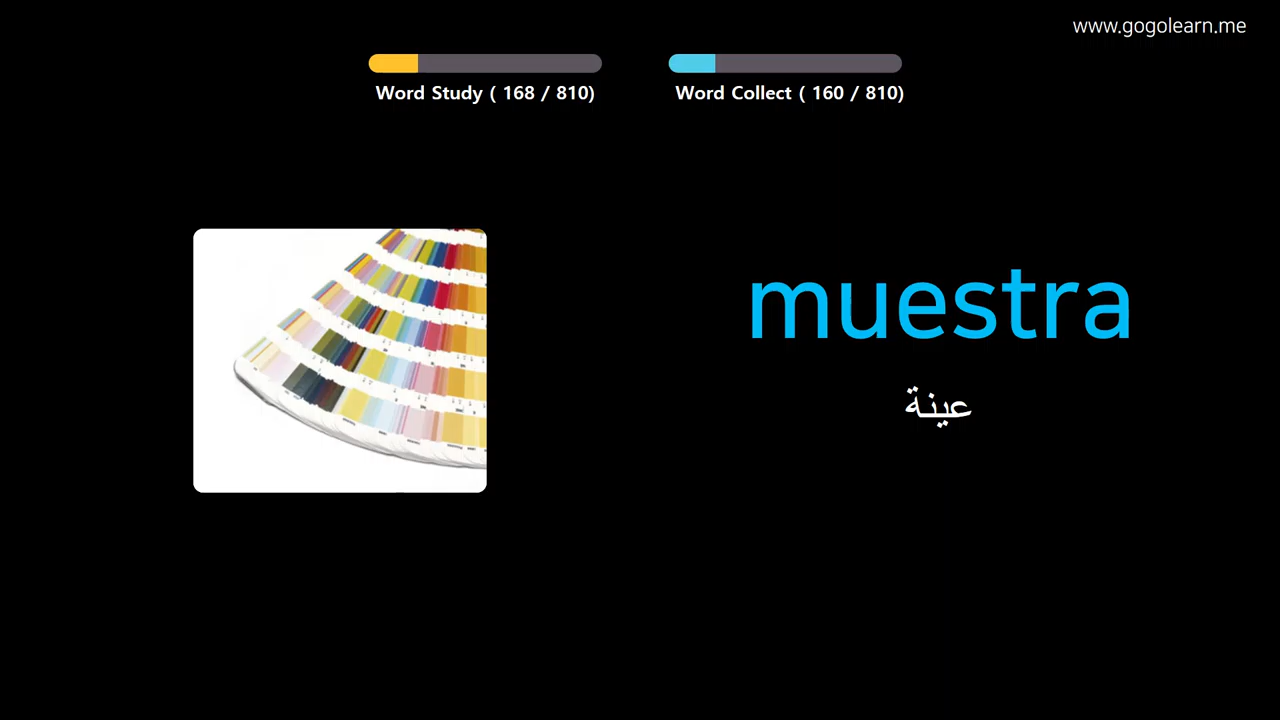 www.gogolearn.me
Word Study ( 168 / 810)
Word Collect ( 160 / 810)
muestra
عينة